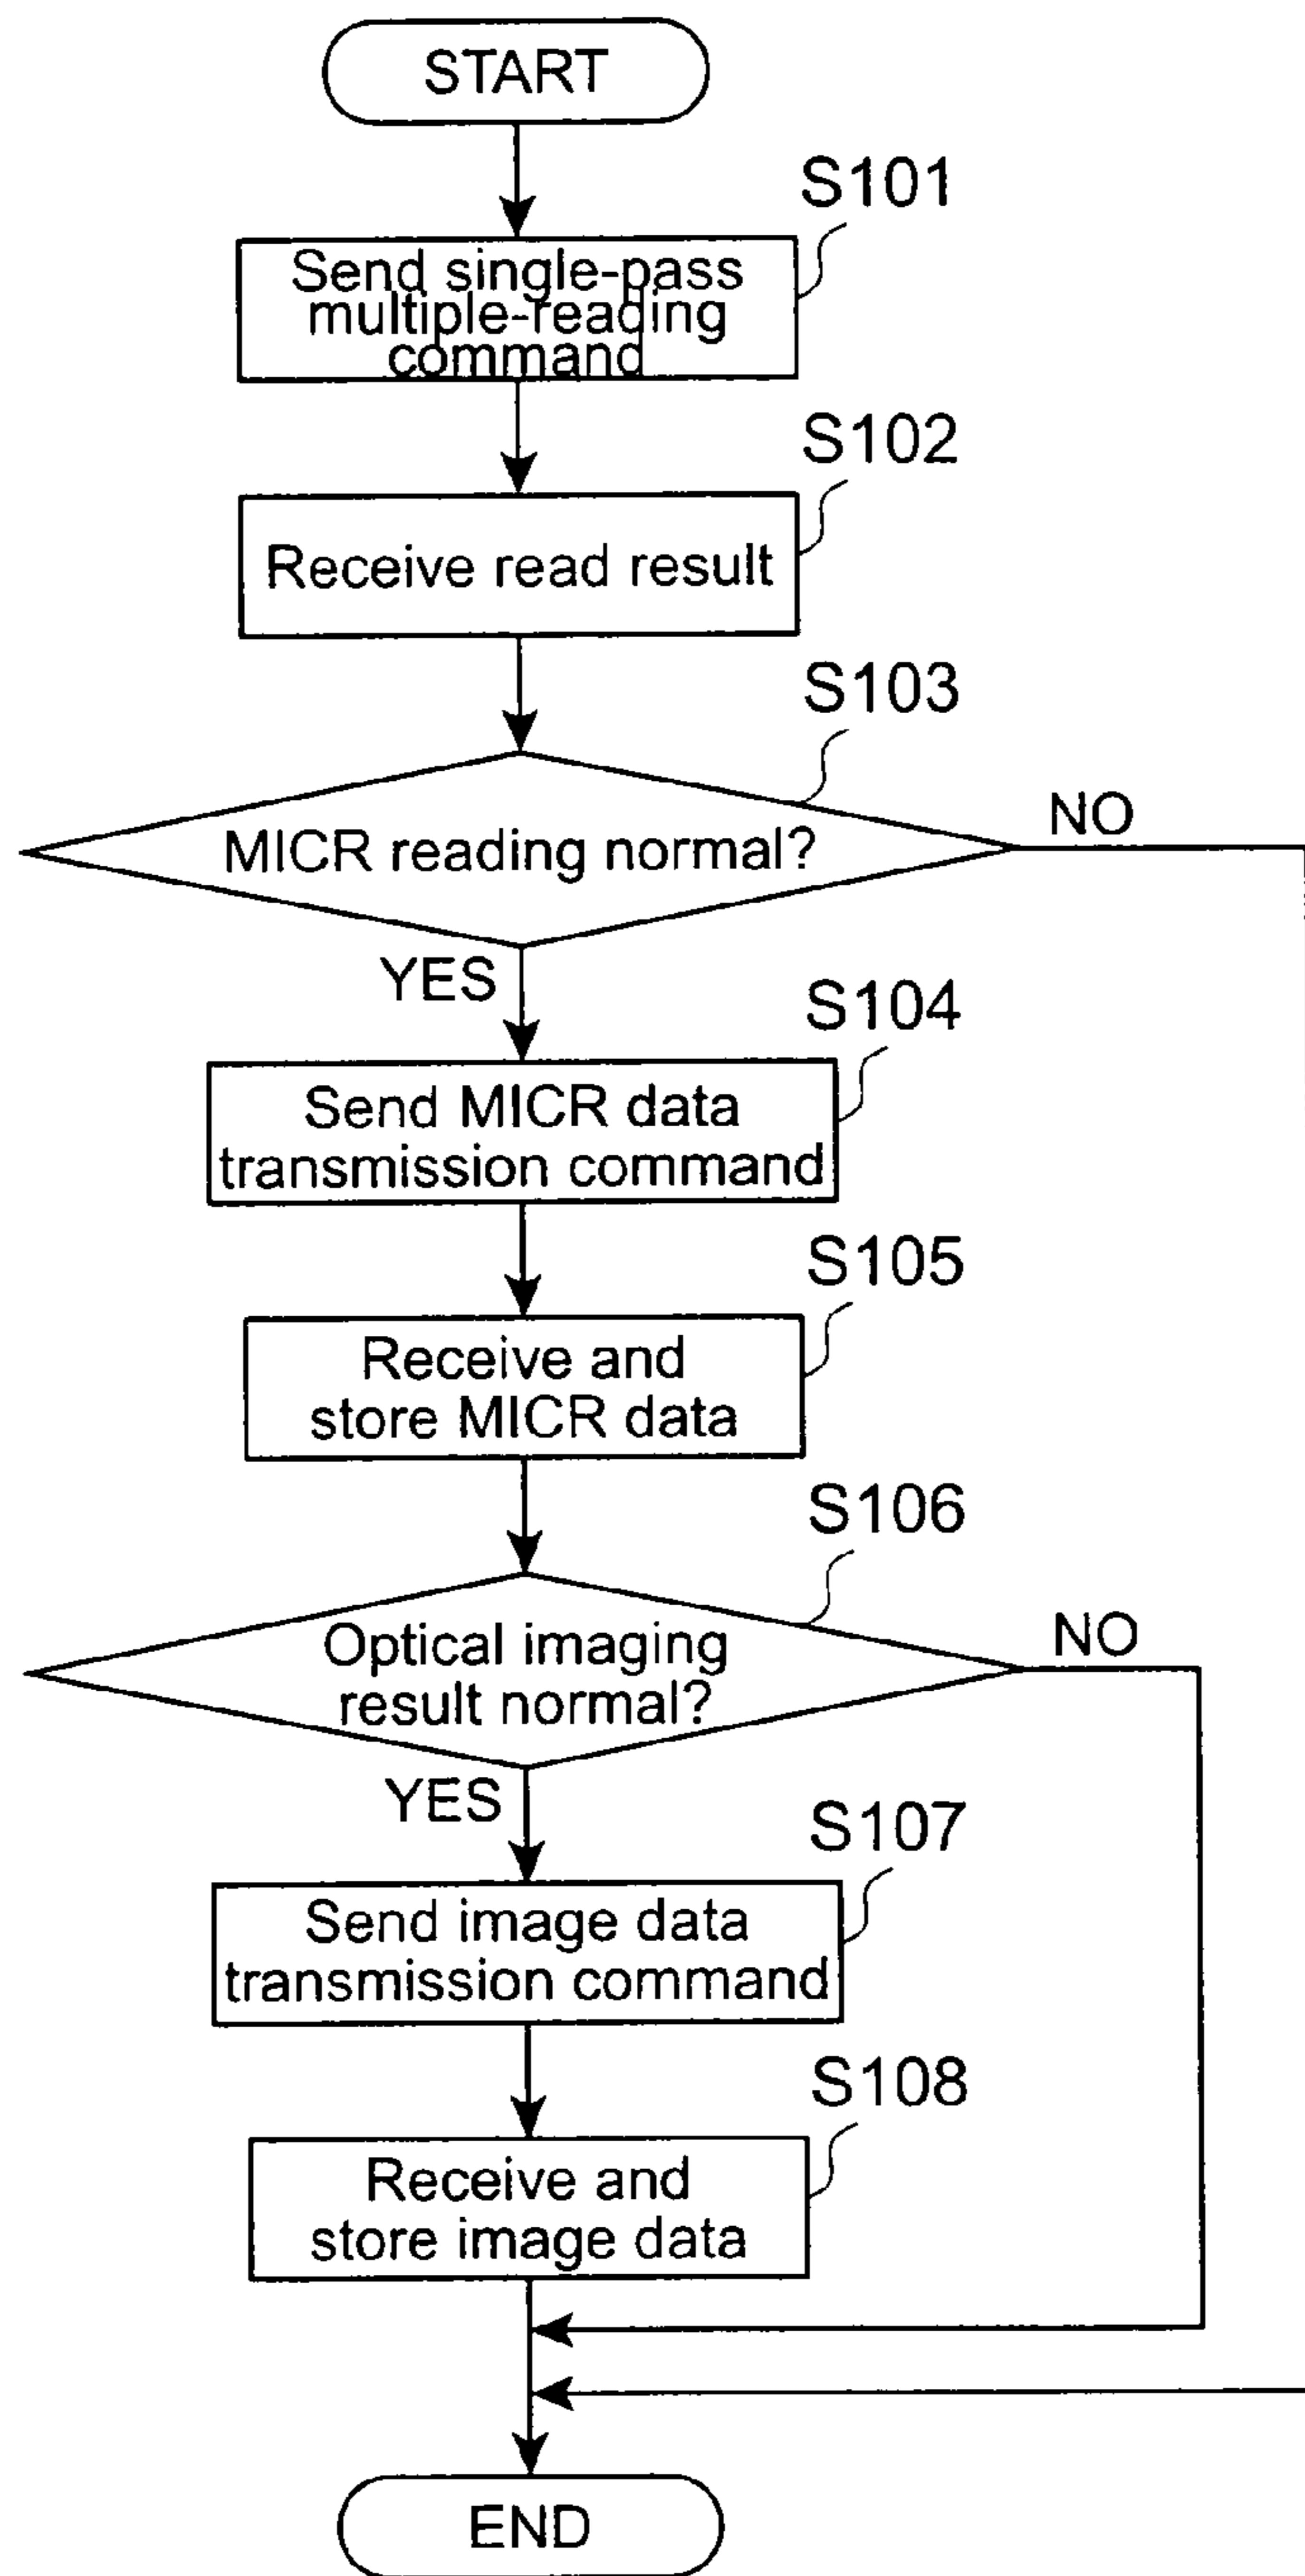 START
S101
Send single-pass
multiple-reading
command
S102
Receive read result
S103
MICR reading normal?
NO
YES
S104
Send MICR data
transmission command
S105
Receive and
store MICR data
S106
Optical imaging
result normal?
NO
YES
S107
Send image data
transmission command
S108
Receive and
store image data
END